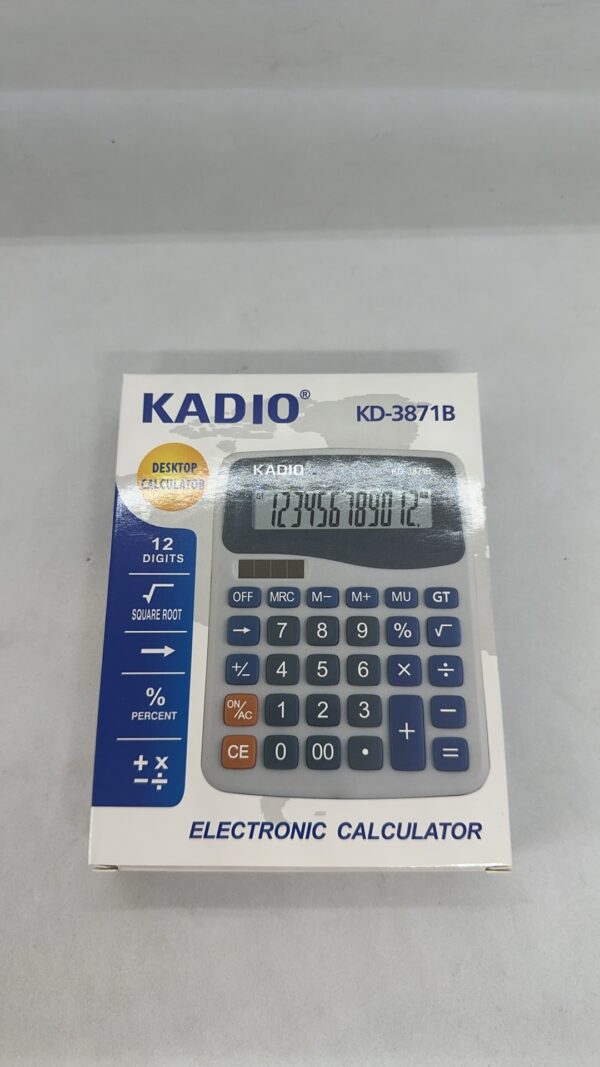 KADIO®
KD-3871B
DESKTOP
CALCULATOR
12
DIGITS
√
SQUARE ROOT
→
%
PERCENT
+ ×
− ÷
KADIO
KD-3871B
GT
123456789012.
OFF MRC M− M+ MU GT
→ 7 8 9 % √
+/− 4 5 6 × ÷
ON/AC 1 2 3 + −
CE 0 00 • =
ELECTRONIC CALCULATOR